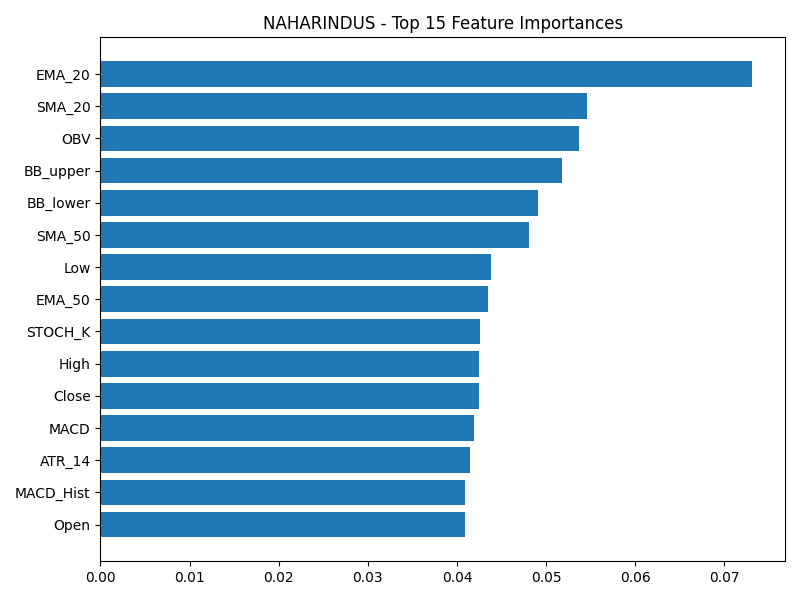 NAHARINDUS - Top 15 Feature Importances
EMA_20
SMA_20
OBV
BB_upper
BB_lower
SMA_50
Low
EMA_50
STOCH_K
High
Close
MACD
ATR_14
MACD_Hist
Open
0.00 0.01 0.02 0.03 0.04 0.05 0.06 0.07